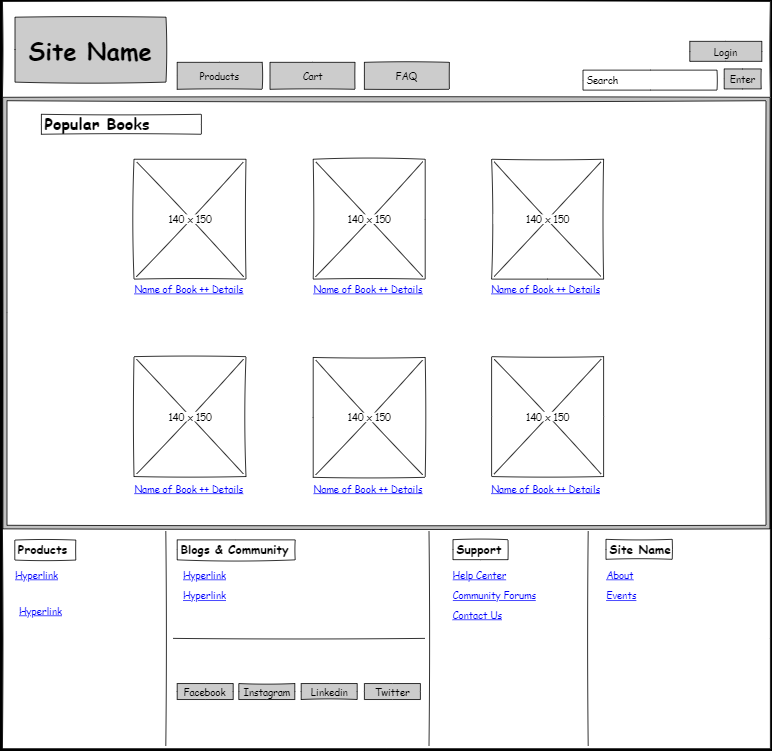 Site Name
Products
Cart
FAQ
Login
Search
Enter
Popular Books
140 x 150
140 x 150
140 x 150
Name of Book ++ Details
Name of Book ++ Details
Name of Book ++ Details
140 x 150
140 x 150
140 x 150
Name of Book ++ Details
Name of Book ++ Details
Name of Book ++ Details
Products
Hyperlink
Hyperlink
Blogs & Community
Hyperlink
Hyperlink
Facebook
Instagram
Linkedin
Twitter
Support
Help Center
Community Forums
Contact Us
Site Name
About
Events